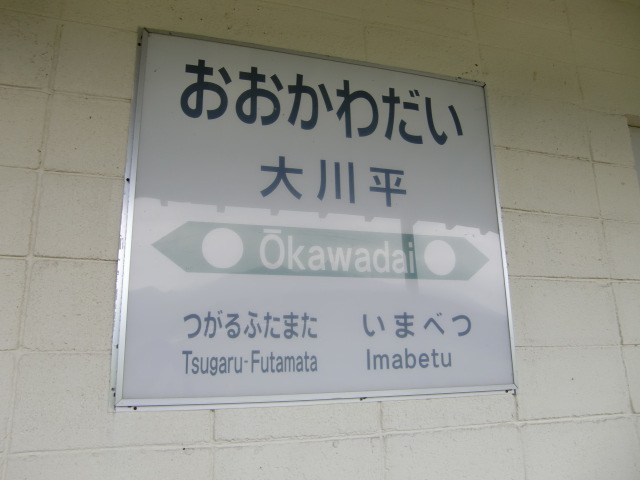 おおかわだい
大川平
Ōkawadai
つがるふたまた いまべつ
Tsugaru-Futamata Imabetu